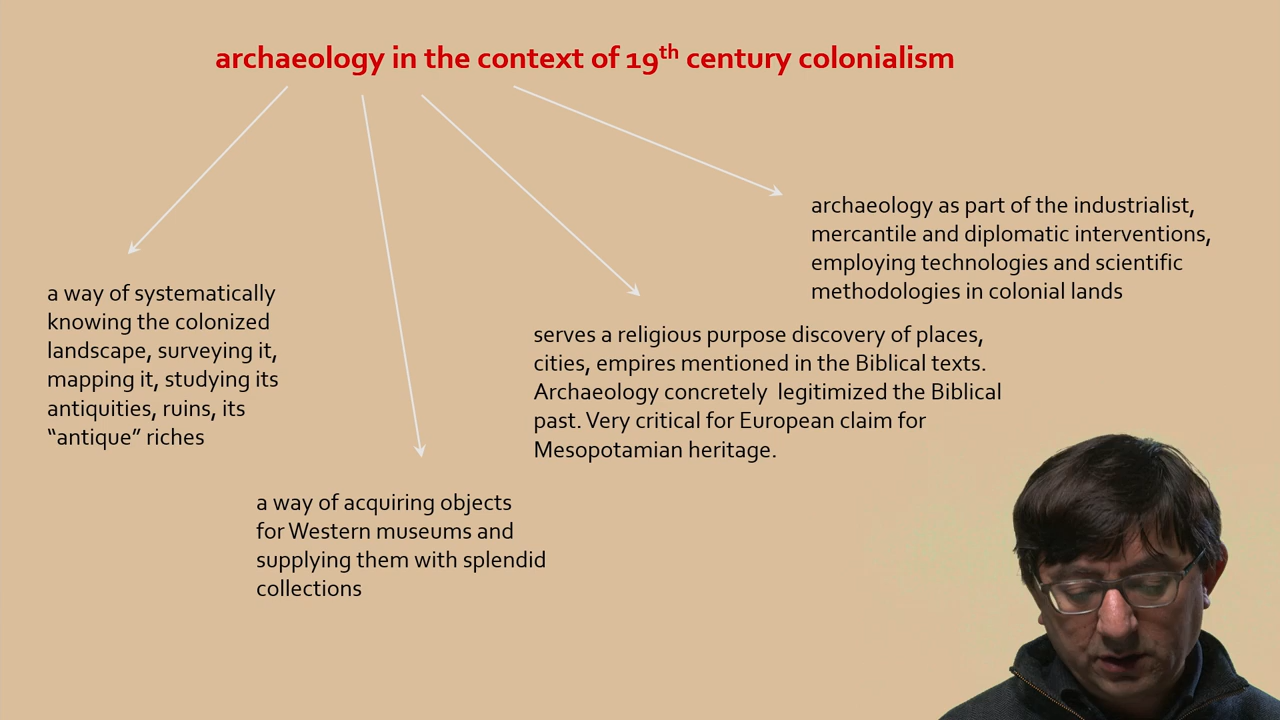 archaeology in the context of 19th century colonialism
a way of systematically
knowing the colonized
landscape, surveying it,
mapping it, studying its
antiquities, ruins, its
“antique” riches
a way of acquiring objects
for Western museums and
supplying them with splendid
collections
serves a religious purpose discovery of places,
cities, empires mentioned in the Biblical texts.
Archaeology concretely  legitimized the Biblical
past. Very critical for European claim for
Mesopotamian heritage.
archaeology as part of the industrialist,
mercantile and diplomatic interventions,
employing technologies and scientific
methodologies in colonial lands